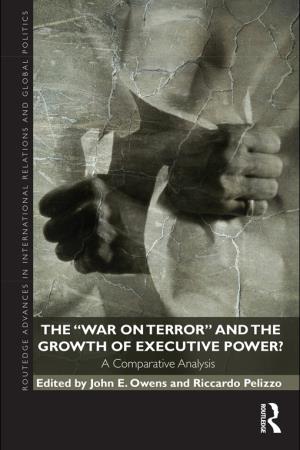 ROUTLEDGE ADVANCES IN INTERNATIONAL RELATIONS AND GLOBAL POLITICS
THE “WAR ON TERROR” AND THE
GROWTH OF EXECUTIVE POWER?
A Comparative Analysis
Edited by John E. Owens and Riccardo Pelizzo
ROUTLEDGE